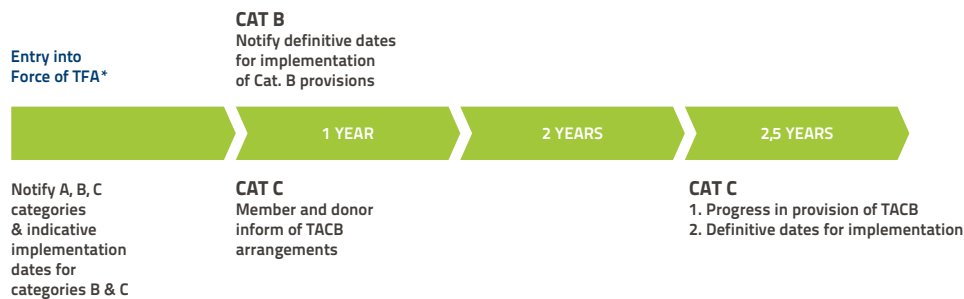 CAT B
Notify definitive dates
for implementation
of Cat. B provisions
Entry into
Force of TFA*
1 YEAR
2 YEARS
2,5 YEARS
Notify A, B, C
categories
& indicative
implementation
dates for
categories B & C
CAT C
Member and donor
inform of TACB
arrangements
CAT C
1. Progress in provision of TACB
2. Definitive dates for implementation